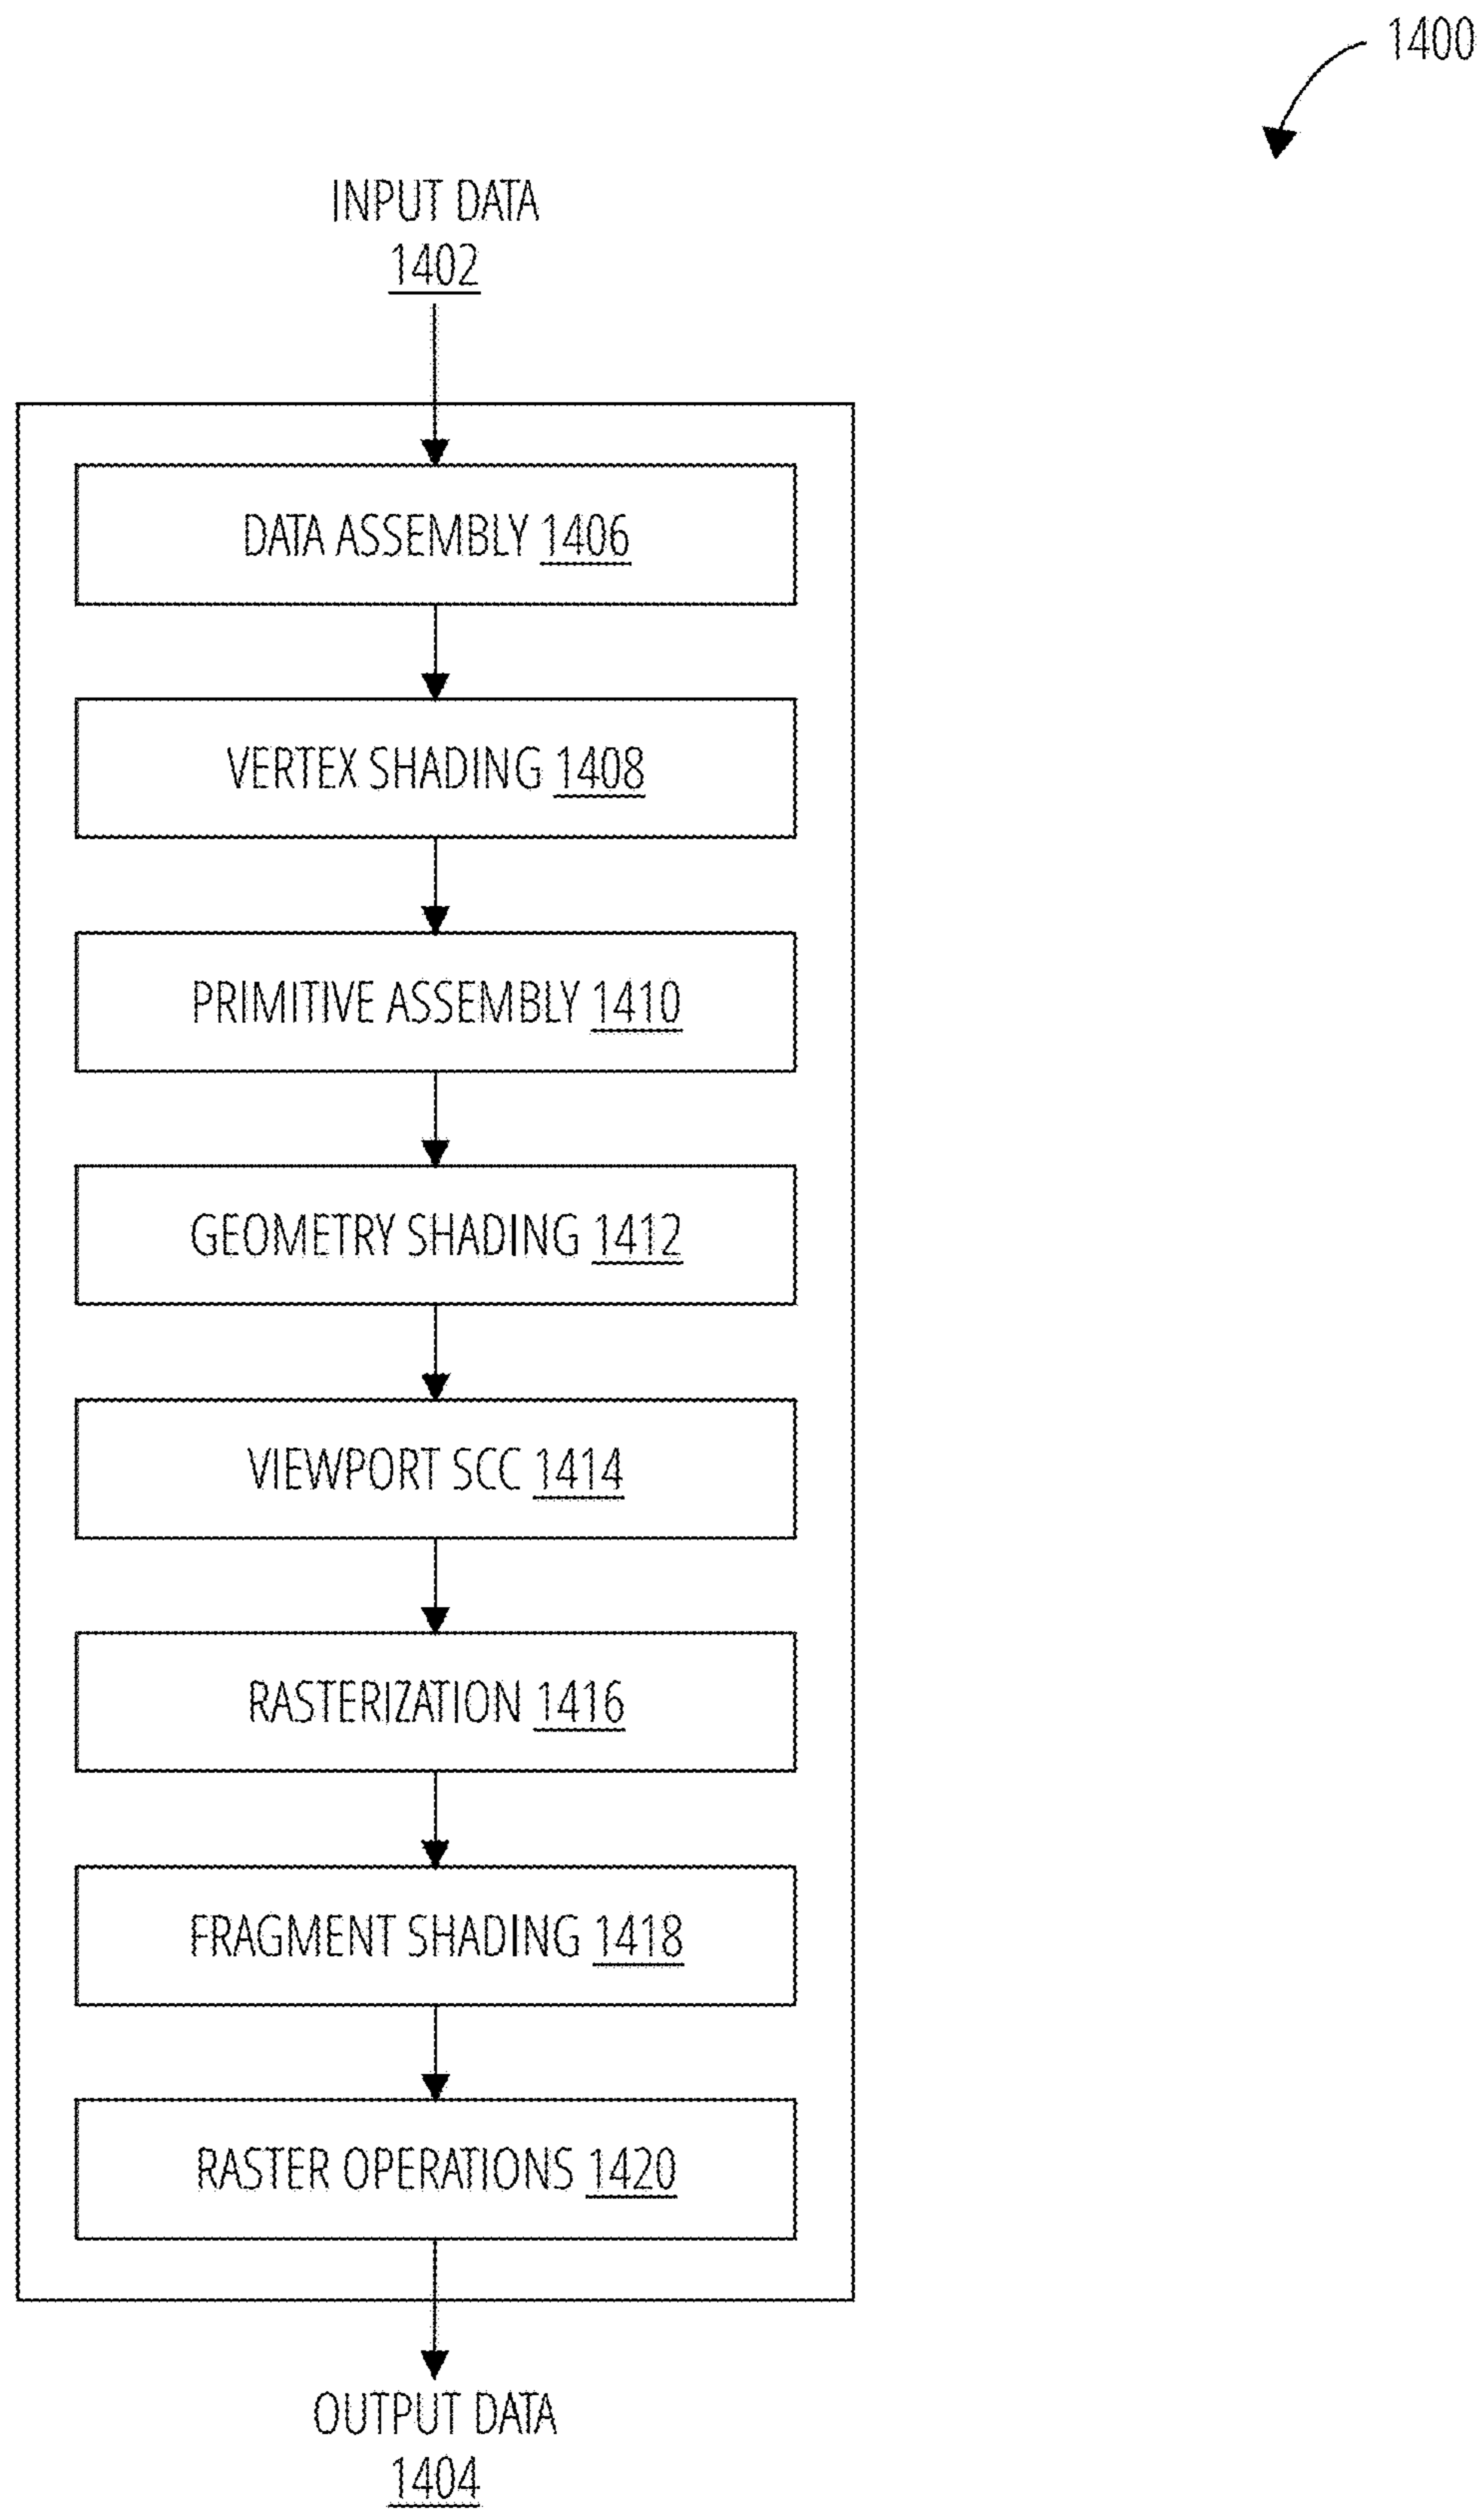 1400
INPUT DATA
1402
DATA ASSEMBLY 1406
VERTEX SHADING 1408
PRIMITIVE ASSEMBLY 1410
GEOMETRY SHADING 1412
VIEWPORT SCC 1414
RASTERIZATION 1416
FRAGMENT SHADING 1418
RASTER OPERATIONS 1420
OUTPUT DATA
1404